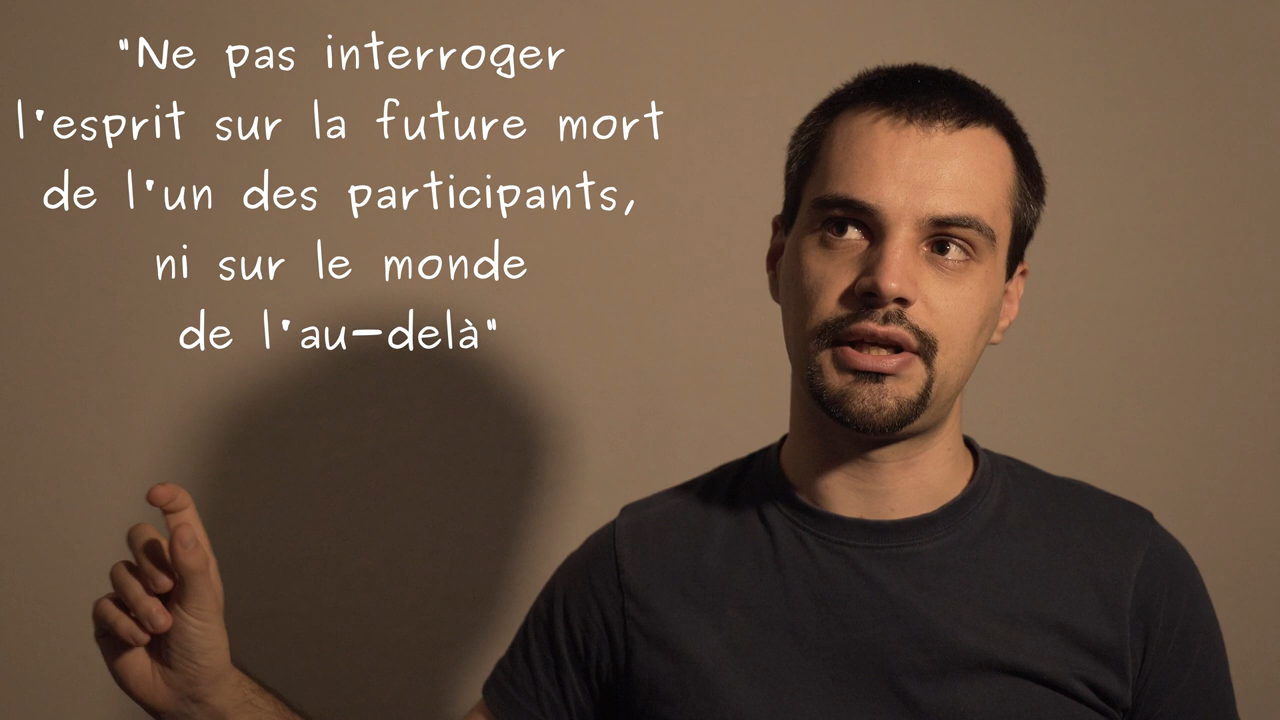 "Ne pas interroger
l'esprit sur la future mort
de l'un des participants,
ni sur le monde
de l'au-delà"